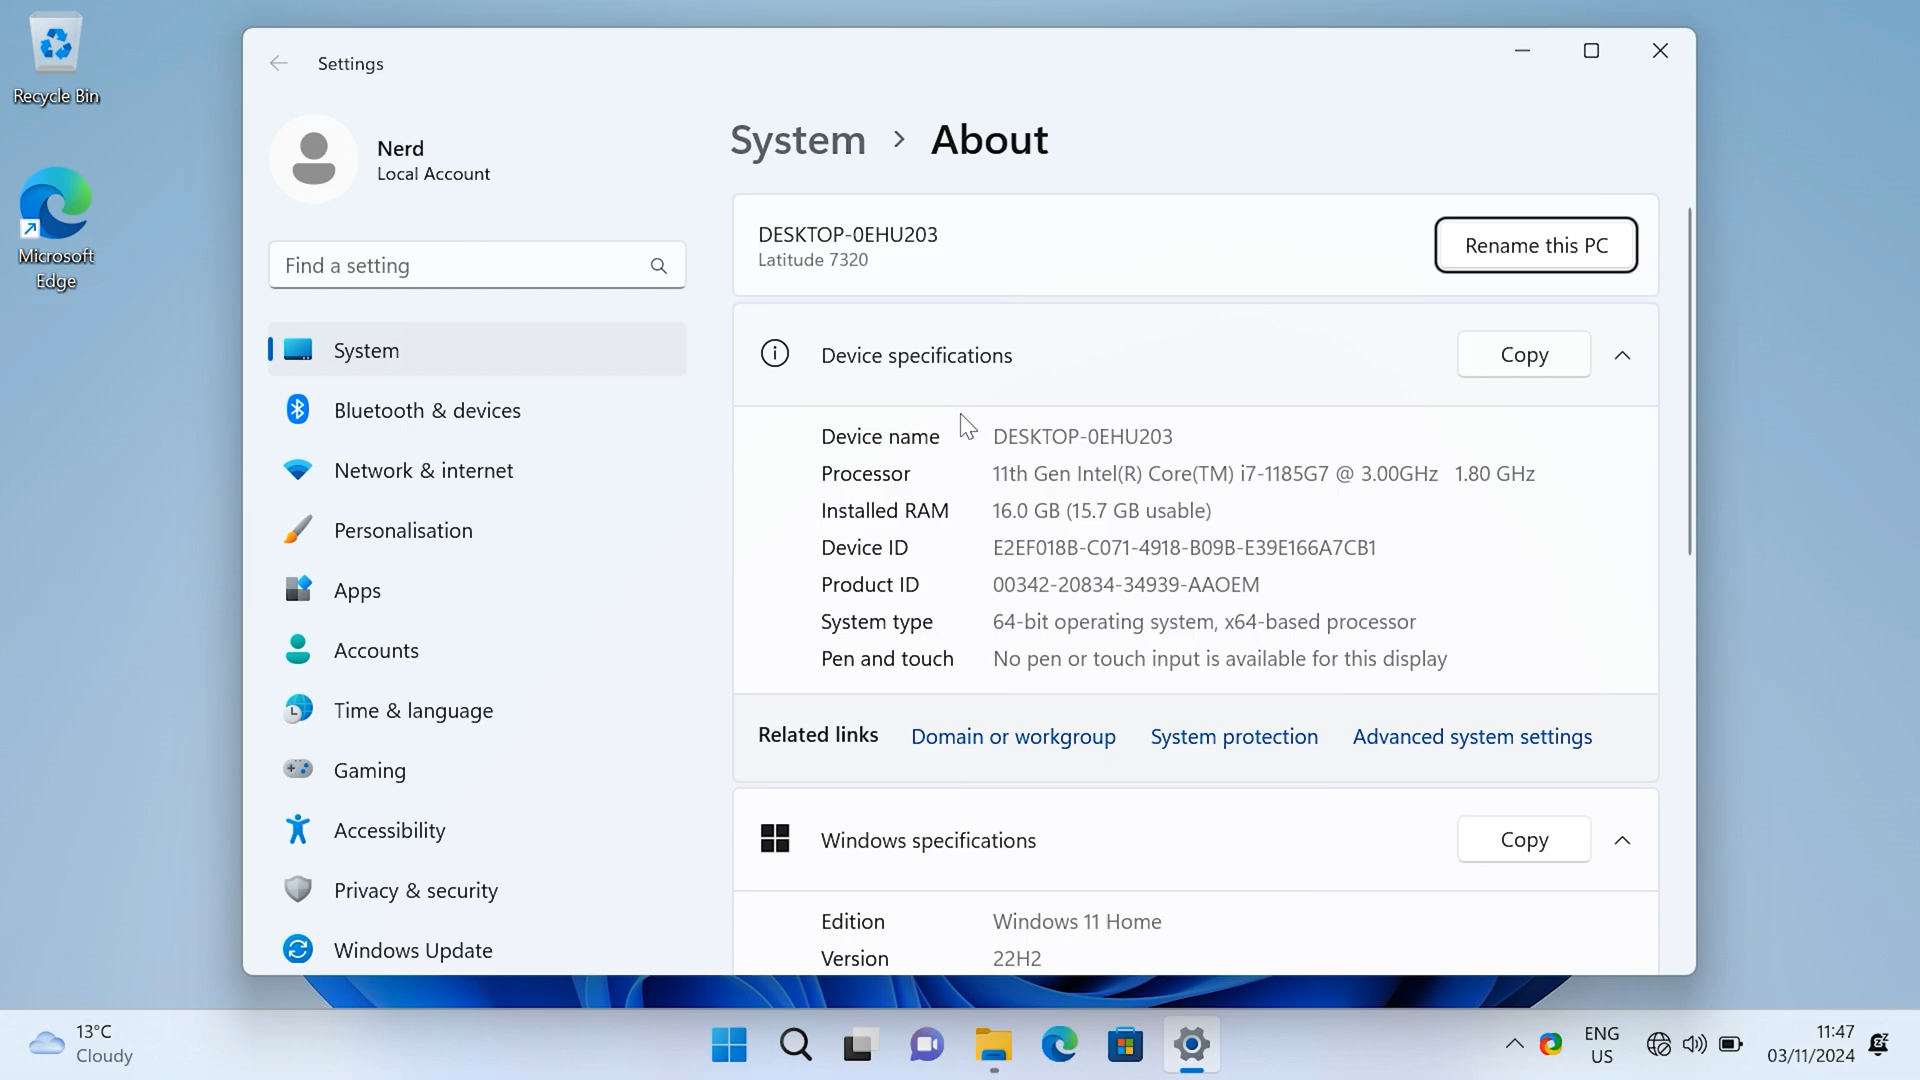 Recycle Bin
Microsoft
Edge
Settings
Nerd
Local Account
Find a setting
System
Bluetooth & devices
Network & internet
Personalisation
Apps
Accounts
Time & language
Gaming
Accessibility
Privacy & security
Windows Update
System > About
DESKTOP-0EHU203
Latitude 7320
Rename this PC
Device specifications
Copy
Device name DESKTOP-0EHU203
Processor 11th Gen Intel(R) Core(TM) i7-1185G7 @ 3.00GHz 1.80 GHz
Installed RAM 16.0 GB (15.7 GB usable)
Device ID E2EF018B-C071-4918-B09B-E39E166A7CB1
Product ID 00342-20834-34939-AAOEM
System type 64-bit operating system, x64-based processor
Pen and touch No pen or touch input is available for this display
Related links Domain or workgroup System protection Advanced system settings
Windows specifications
Copy
Edition Windows 11 Home
Version 22H2
13°C
Cloudy
ENG
US
11:47
03/11/2024